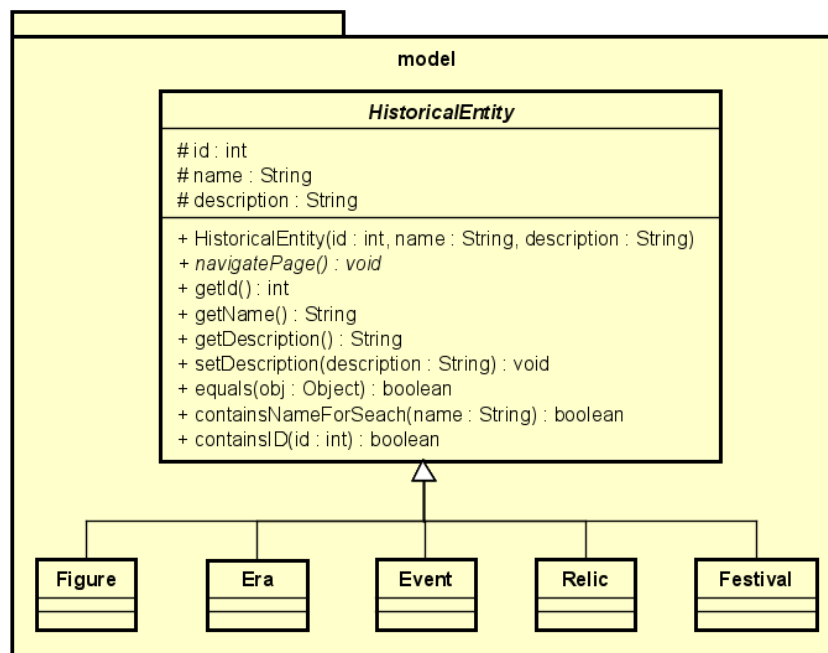 model
HistoricalEntity
# id : int
# name : String
# description : String
+ HistoricalEntity(id : int, name : String, description : String)
+ navigatePage() : void
+ getId() : int
+ getName() : String
+ getDescription() : String
+ setDescription(description : String) : void
+ equals(obj : Object) : boolean
+ containsNameForSeach(name : String) : boolean
+ containsID(id : int) : boolean
Figure Era Event Relic Festival